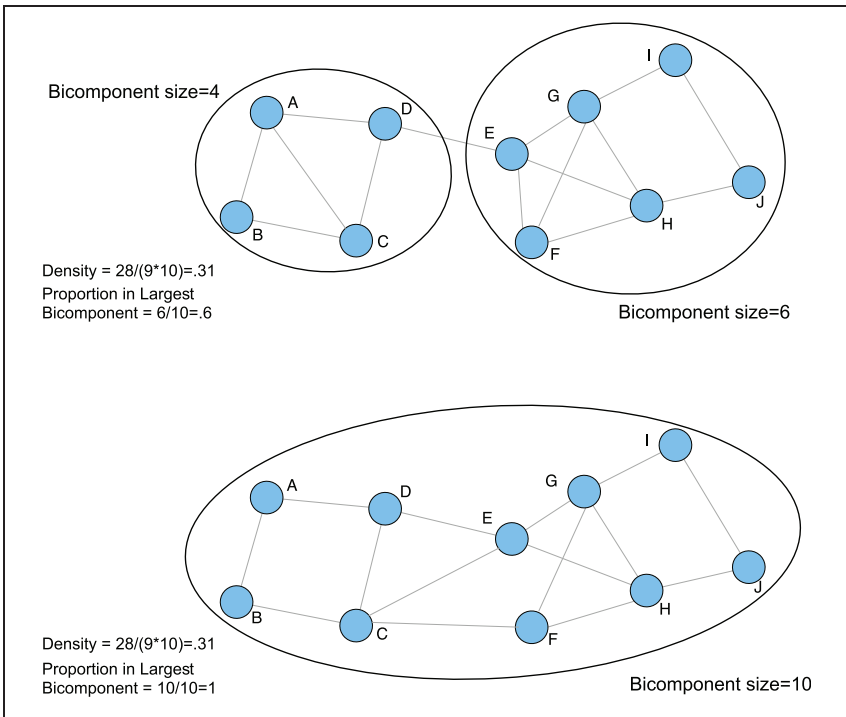 I
G
Bicomponent size=4
A
D
E
B
C
H
J
F
Density = 28/(9*10)=.31
Proportion in Largest
Bicomponent = 6/10=.6
Bicomponent size=6
I
A
D
G
E
B
C
F
H
J
Density = 28/(9*10)=.31
Proportion in Largest
Bicomponent = 10/10=1
Bicomponent size=10